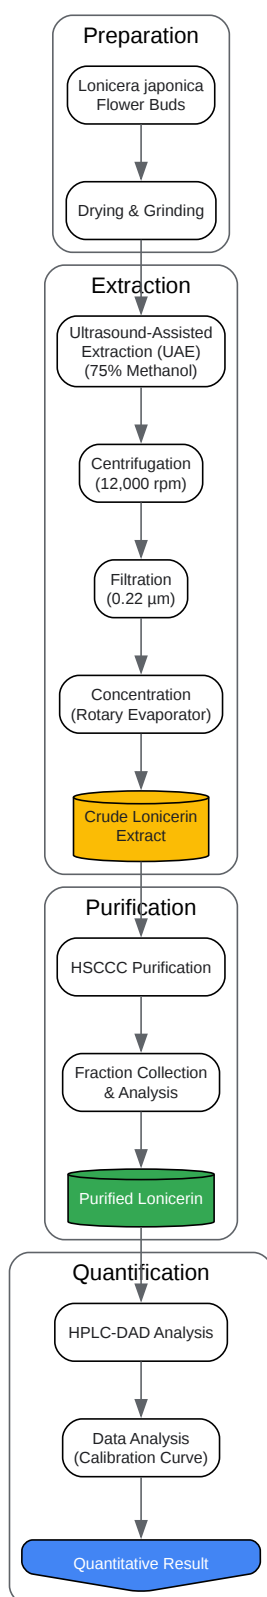 Preparation
Lonicera japonica
Flower Buds
Drying & Grinding
Extraction
Ultrasound-Assisted
Extraction (UAE)
(75% Methanol)
Centrifugation
(12,000 rpm)
Filtration
(0.22 µm)
Concentration
(Rotary Evaporator)
Crude Lonicerin
Extract
Purification
HSCCC Purification
Fraction Collection
& Analysis
Purified Lonicerin
Quantification
HPLC-DAD Analysis
Data Analysis
(Calibration Curve)
Quantitative Result